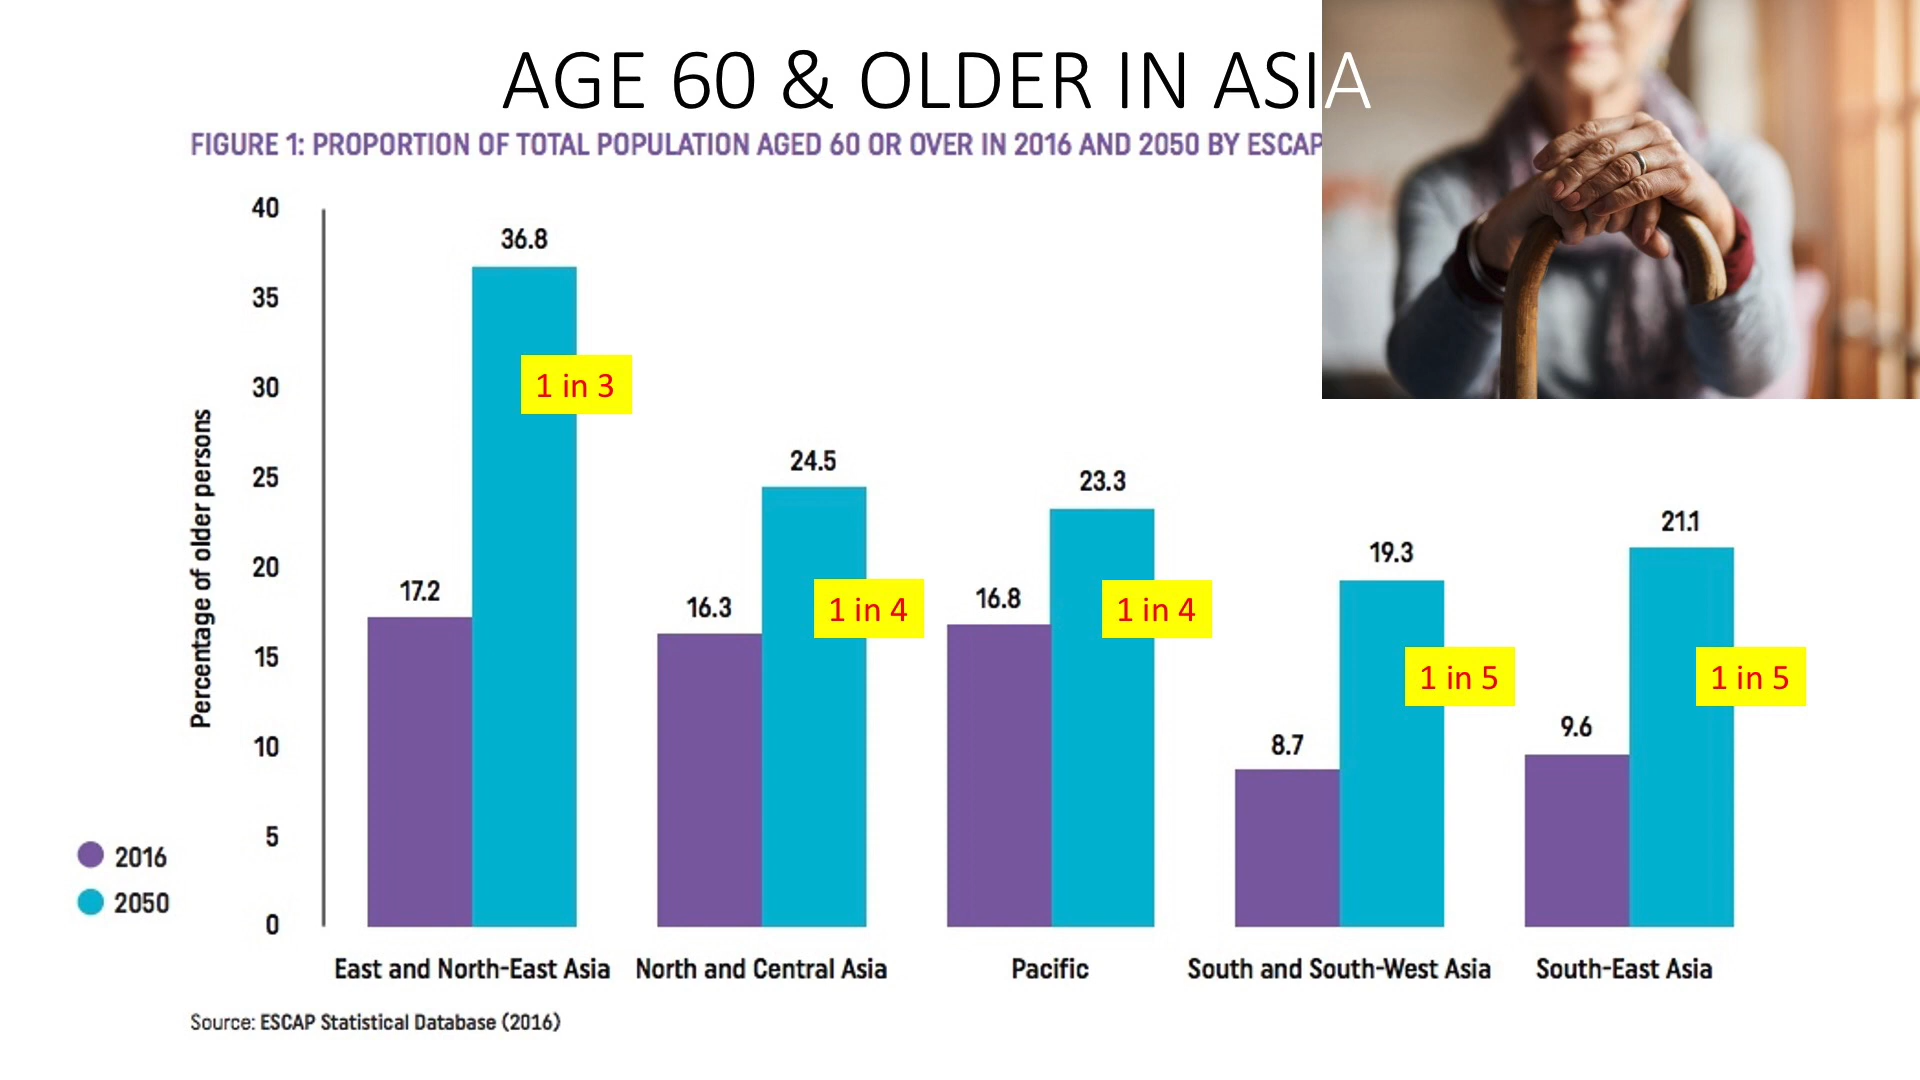 AGE 60 & OLDER IN ASIA
FIGURE 1: PROPORTION OF TOTAL POPULATION AGED 60 OR OVER IN 2016 AND 2050 BY ESCAP
40
35
30
25
20
15
10
5
0
Percentage of older persons
17.2
36.8
1 in 3
16.3
24.5
1 in 4
16.8
23.3
1 in 4
8.7
19.3
1 in 5
9.6
21.1
1 in 5
2016
2050
East and North-East Asia
North and Central Asia
Pacific
South and South-West Asia
South-East Asia
Source: ESCAP Statistical Database (2016)